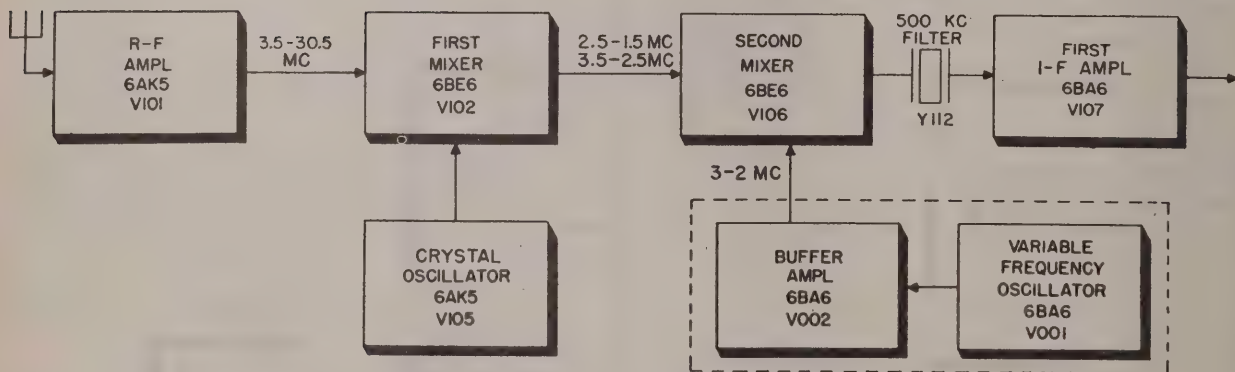 R-F
AMPL
6AK5
V101
3.5-30.5
MC
FIRST
MIXER
6BE6
V102
2.5-1.5 MC
3.5-2.5MC
SECOND
MIXER
6BE6
V106
500 KC
FILTER
Y112
FIRST
I-F AMPL
6BA6
V107
3-2 MC
CRYSTAL
OSCILLATOR
6AK5
V105
BUFFER
AMPL
6BA6
V002
VARIABLE
FREQUENCY
OSCILLATOR
6BA6
V001